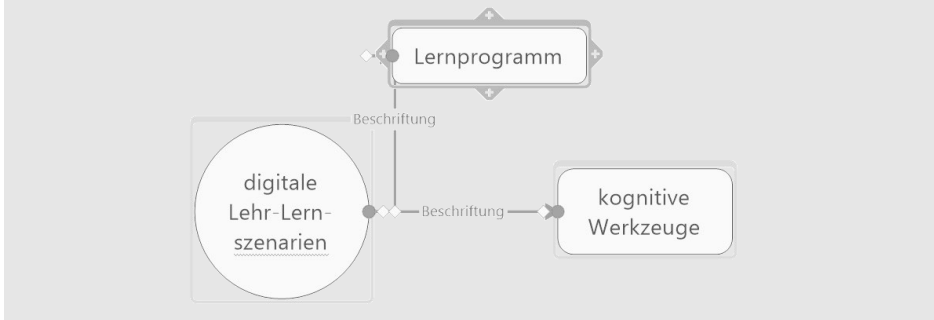 Lernprogramm
Beschriftung
digitale
Lehr-Lern-
szenarien
Beschriftung
kognitive
Werkzeuge